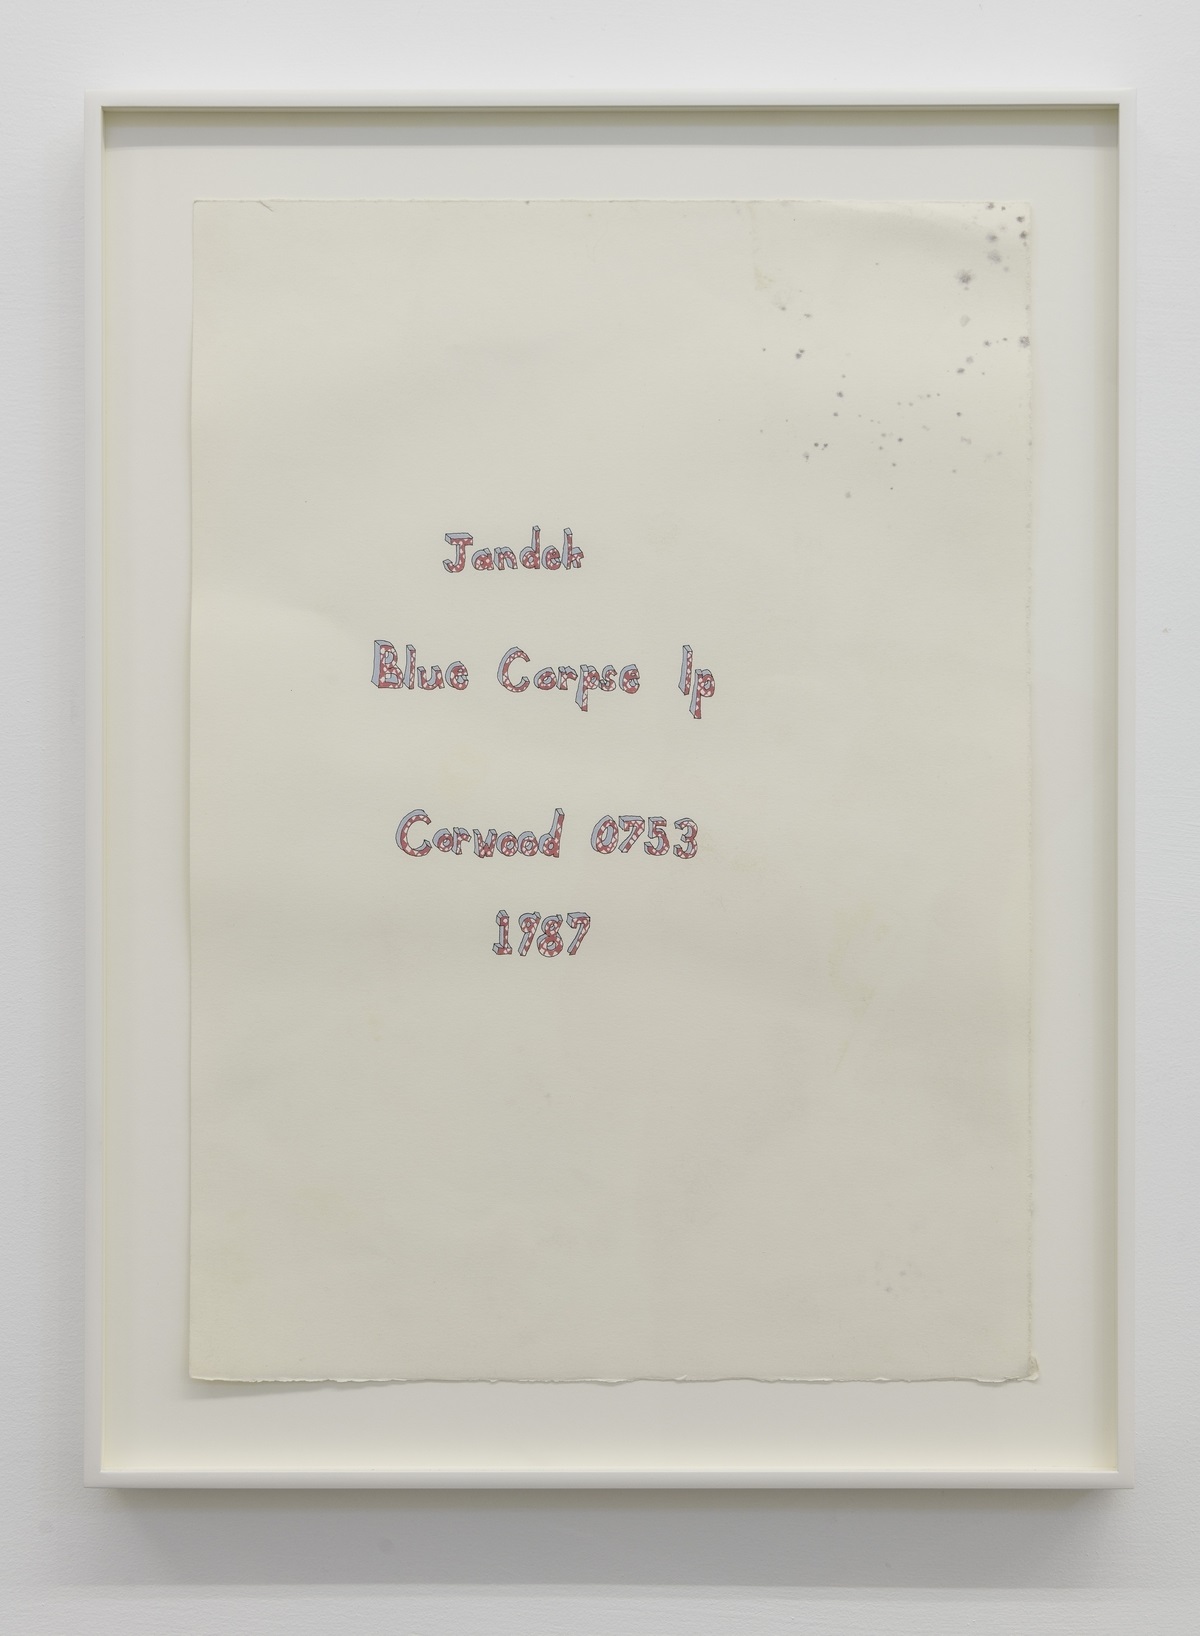 Jandek
Blue Corpse lp
Corwood 0753
1987